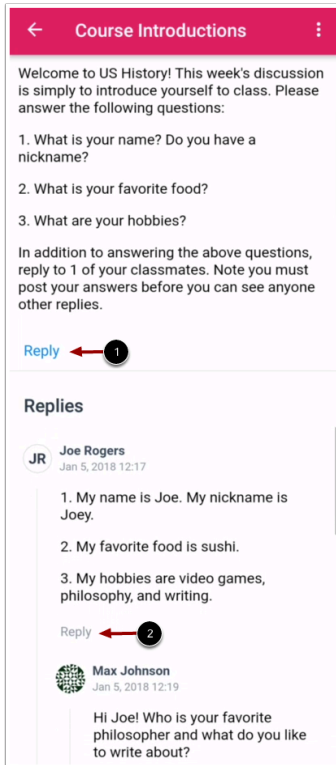 Course Introductions
Welcome to US History! This week's discussion
is simply to introduce yourself to class. Please
answer the following questions:
1. What is your name? Do you have a
nickname?
2. What is your favorite food?
3. What are your hobbies?
In addition to answering the above questions,
reply to 1 of your classmates. Note you must
post your answers before you can see anyone
other replies.
Reply
1
Replies
JR
Joe Rogers
Jan 5, 2018 12:17
1. My name is Joe. My nickname is
Joey.
2. My favorite food is sushi.
3. My hobbies are video games,
philosophy, and writing.
Reply
2
Max Johnson
Jan 5, 2018 12:19
Hi Joe! Who is your favorite
philosopher and what do you like
to write about?